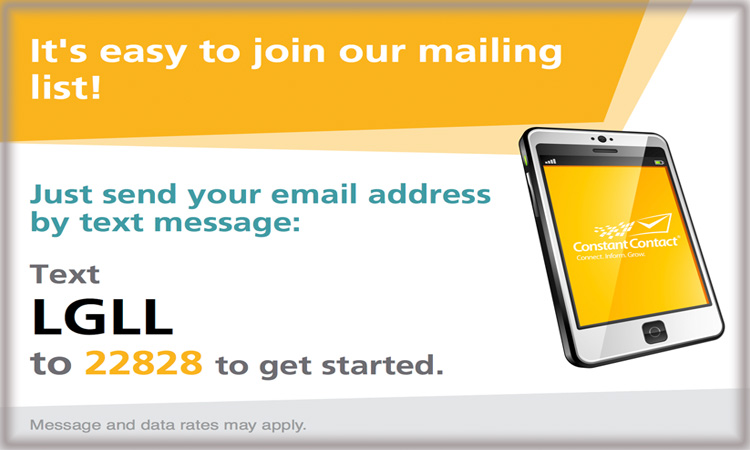 It's easy to join our mailing
list!
Just send your email address
by text message:
Text
LGLL
to 22828 to get started.
Constant Contact
Connect. Inform. Grow.
Message and data rates may apply.